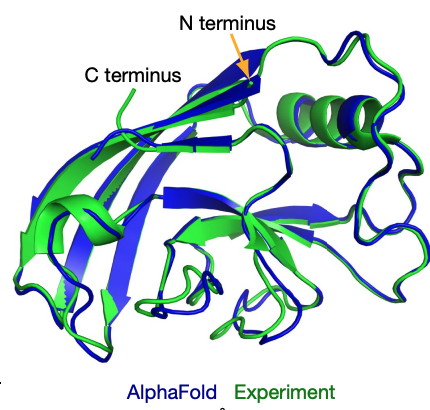 N terminus
C terminus
AlphaFold Experiment